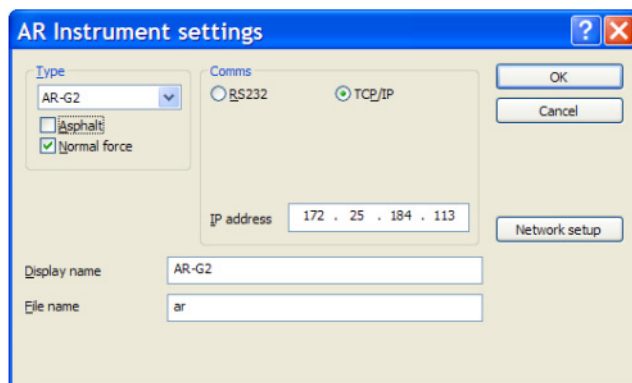 AR Instrument settings
Type
AR-G2
Asphalt
Normal force
Comms
RS232
TCP/IP
IP address
172 . 25 . 184 . 113
OK
Cancel
Network setup
Display name
AR-G2
File name
ar